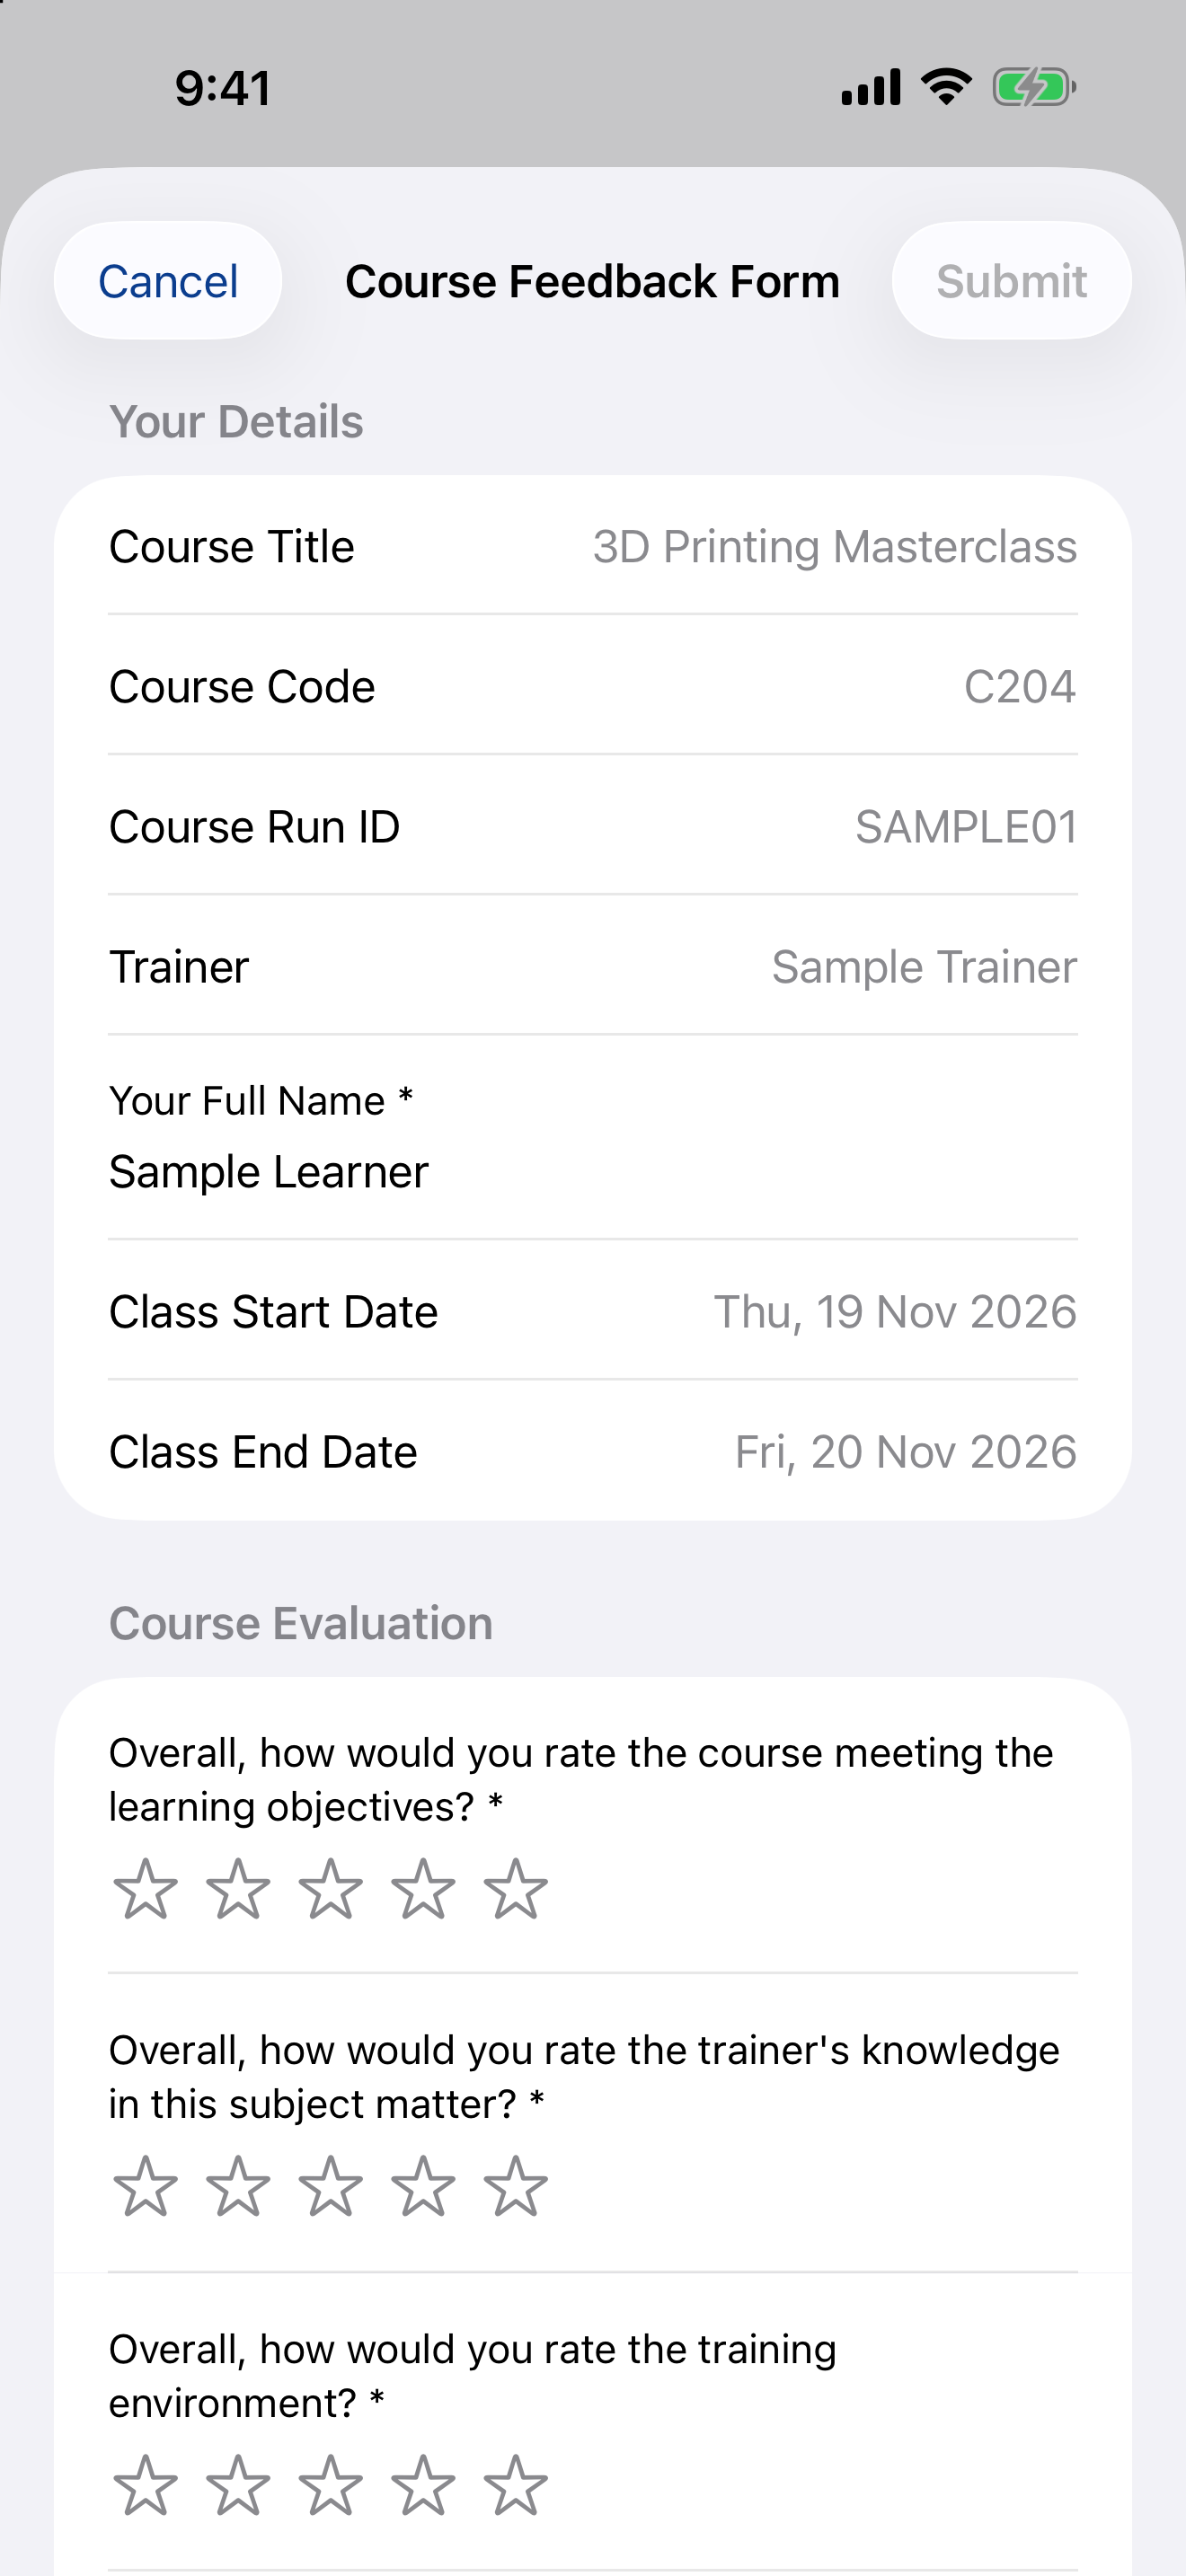 9:41
Cancel
Course Feedback Form
Submit
Your Details
Course Title
3D Printing Masterclass
Course Code
C204
Course Run ID
SAMPLE01
Trainer
Sample Trainer
Your Full Name *
Sample Learner
Class Start Date
Thu, 19 Nov 2026
Class End Date
Fri, 20 Nov 2026
Course Evaluation
Overall, how would you rate the course meeting the
learning objectives? *
Overall, how would you rate the trainer's knowledge
in this subject matter? *
Overall, how would you rate the training
environment? *